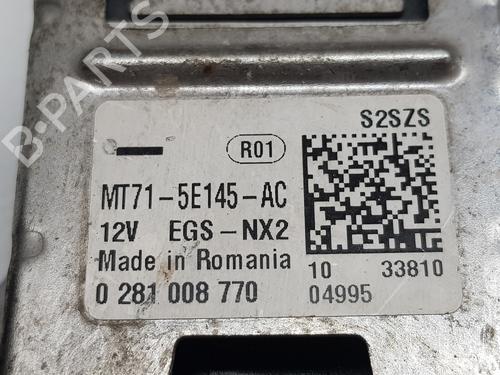 B-PARTS
S2SZS
R01
MT71-5E145-AC
12V EGS-NX2
Made in Romania
0 281 008 770
10 33810
04995